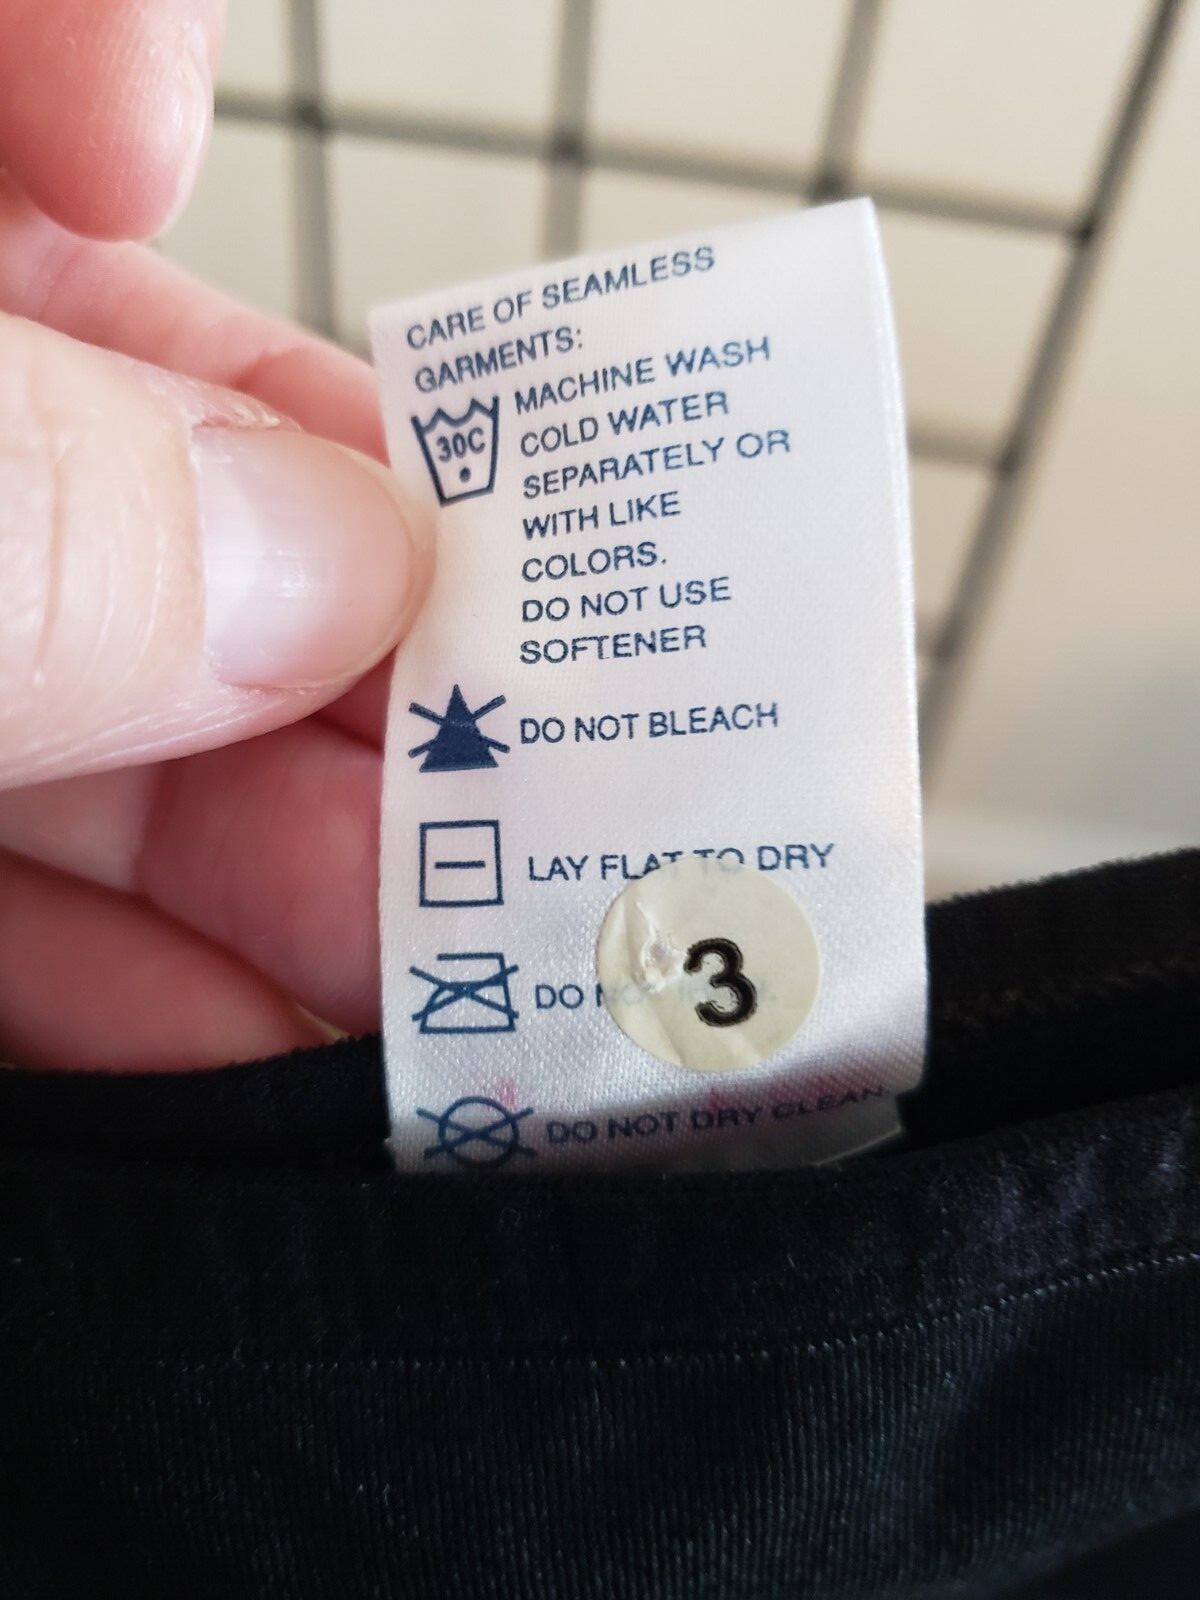 CARE OF SEAMLESS
GARMENTS:
30C
MACHINE WASH
COLD WATER
SEPARATELY OR
WITH LIKE
COLORS.
DO NOT USE
SOFTENER
DO NOT BLEACH
LAY FLAT TO DRY
DO NOT
3
DO NOT DRY CLEAN